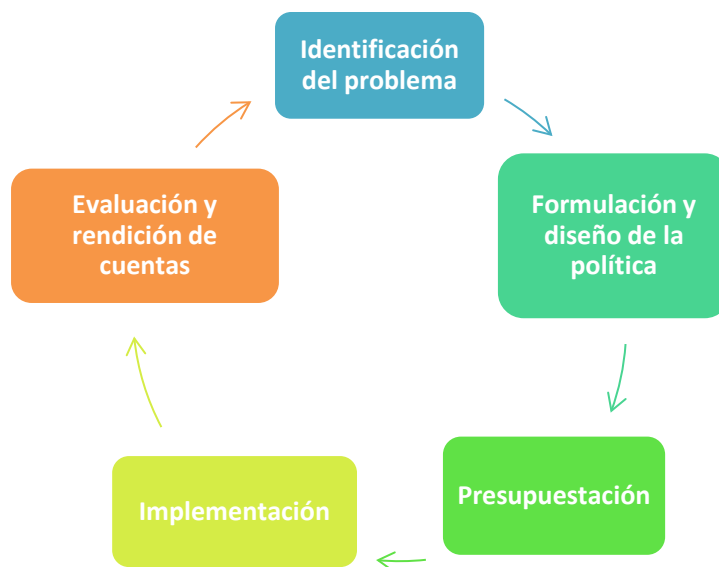 Identificación
del problema
Formulación y
diseño de la
política
Presupuestación
Implementación
Evaluación y
rendición de
cuentas